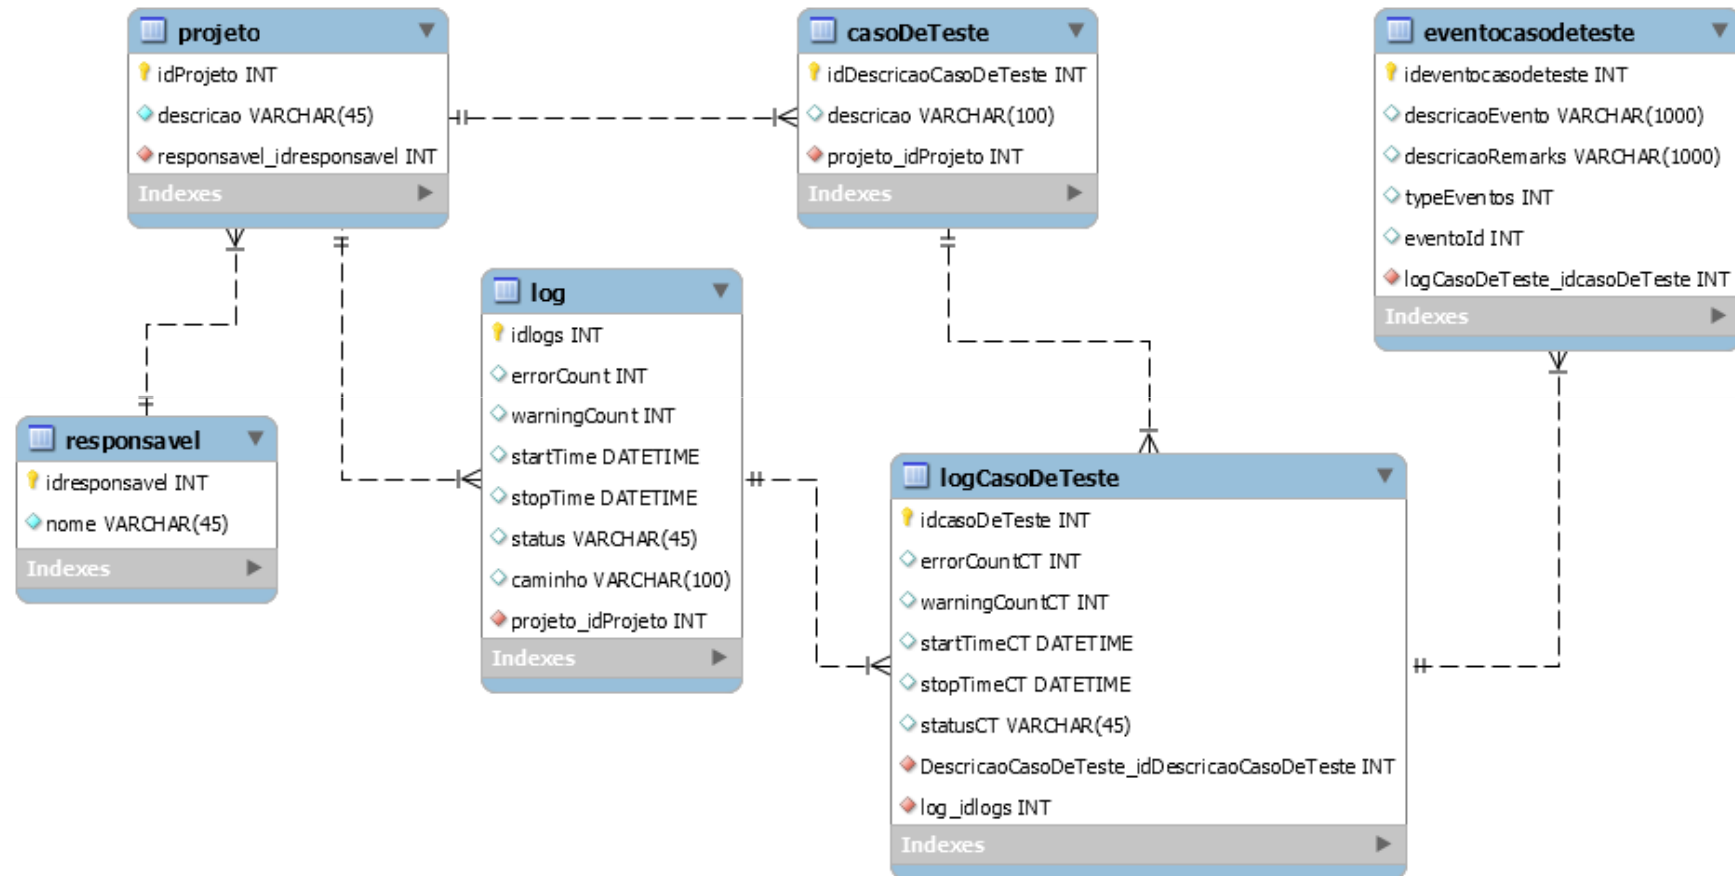 projeto
idProjeto INT
descricao VARCHAR(45)
responsavel_idresponsavel INT
Indexes
casoDeTeste
idDescricaoCasoDeTeste INT
descricao VARCHAR(100)
projeto_idProjeto INT
Indexes
eventocasodeteste
ideventocasodeteste INT
descricaoEvento VARCHAR(1000)
descricaoRemarks VARCHAR(1000)
typeEventos INT
eventoId INT
logCasoDeTeste_idcasoDeTeste INT
Indexes
log
idlogs INT
errorCount INT
warningCount INT
startTime DATETIME
stopTime DATETIME
status VARCHAR(45)
caminho VARCHAR(100)
projeto_idProjeto INT
Indexes
responsavel
idresponsavel INT
nome VARCHAR(45)
Indexes
logCasoDeTeste
idcasoDeTeste INT
errorCountCT INT
warningCountCT INT
startTimeCT DATETIME
stopTimeCT DATETIME
statusCT VARCHAR(45)
DescricaoCasoDeTeste_idDescricaoCasoDeTeste INT
log_idlogs INT
Indexes